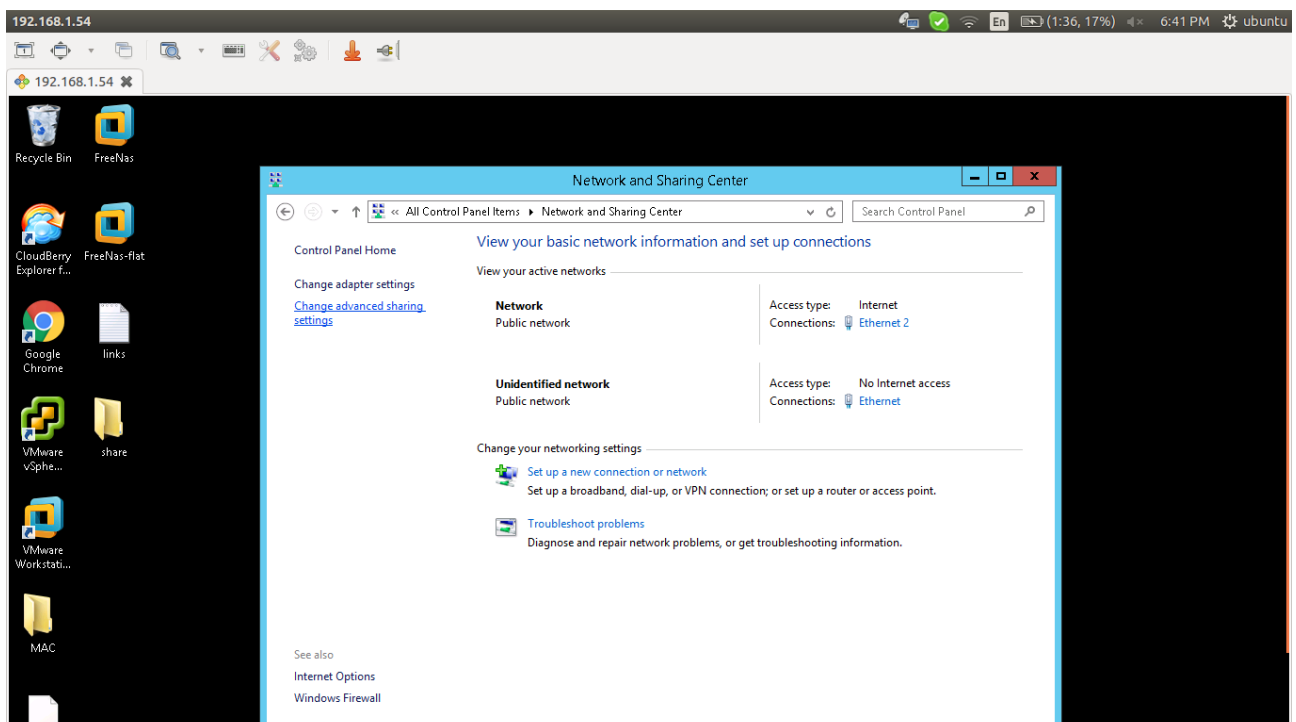 192.168.1.54
En (1:36, 17%) 6:41 PM ubuntu
192.168.1.54
Recycle Bin
FreeNas
CloudBerry
Explorer f...
FreeNas-flat
Google
Chrome
links
VMware
vSphe...
share
VMware
Workstati...
MAC
Network and Sharing Center
« All Control Panel Items Network and Sharing Center
Search Control Panel
Control Panel Home
Change adapter settings
Change advanced sharing
settings
View your basic network information and set up connections
View your active networks
Network
Public network
Access type: Internet
Connections: Ethernet 2
Unidentified network
Public network
Access type: No Internet access
Connections: Ethernet
Change your networking settings
Set up a new connection or network
Set up a broadband, dial-up, or VPN connection; or set up a router or access point.
Troubleshoot problems
Diagnose and repair network problems, or get troubleshooting information.
See also
Internet Options
Windows Firewall